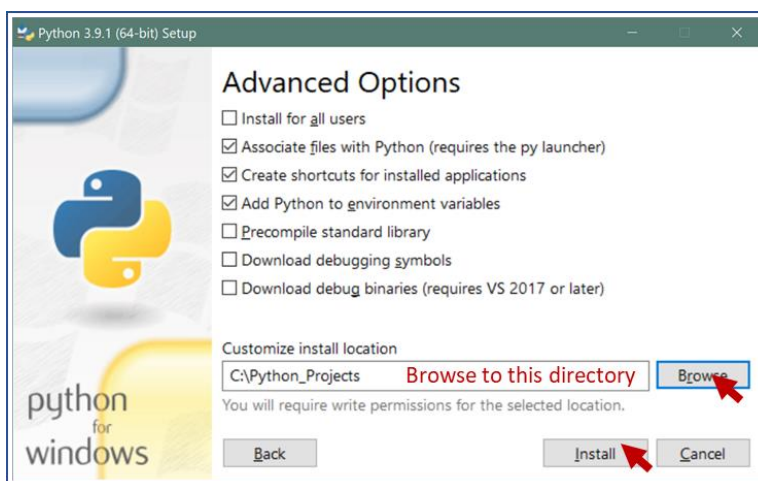 Python 3.9.1 (64-bit) Setup
Advanced Options
Install for all users
Associate files with Python (requires the py launcher)
Create shortcuts for installed applications
Add Python to environment variables
Precompile standard library
Download debugging symbols
Download debug binaries (requires VS 2017 or later)
Customize install location
C:\Python_Projects Browse to this directory Browse
You will require write permissions for the selected location.
python
for
windows
Back Install Cancel